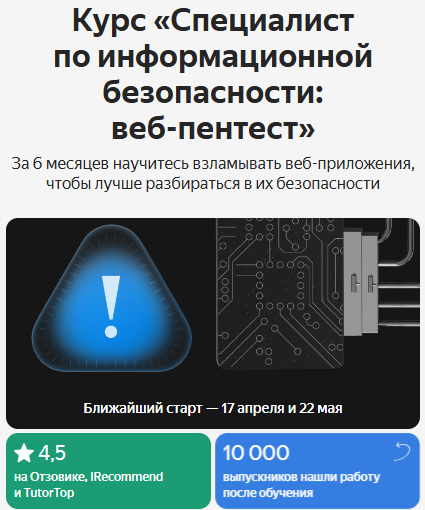 Курс «Специалист
по информационной
безопасности:
веб-пентест»
За 6 месяцев научитесь взламывать веб-приложения,
чтобы лучше разбираться в их безопасности
!
Ближайший старт — 17 апреля и 22 мая
4,5
на Отзовике, IRecommend
и TutorTop
10 000
выпускников нашли работу
после обучения